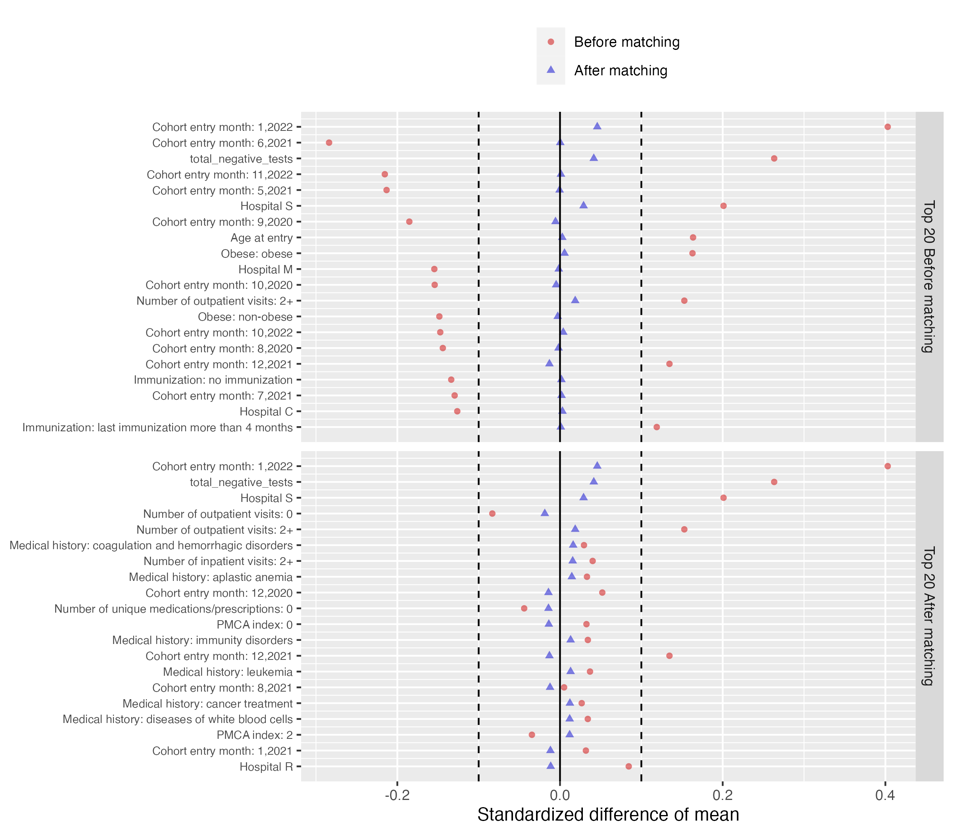 Before matching
After matching
Cohort entry month: 1,2022
Cohort entry month: 6,2021
total_negative_tests
Cohort entry month: 11,2022
Cohort entry month: 5,2021
Hospital S
Cohort entry month: 9,2020
Age at entry
Obese: obese
Hospital M
Cohort entry month: 10,2020
Number of outpatient visits: 2+
Obese: non-obese
Cohort entry month: 10,2022
Cohort entry month: 8,2020
Cohort entry month: 12,2021
Immunization: no immunization
Cohort entry month: 7,2021
Hospital C
Immunization: last immunization more than 4 months
Top 20 Before matching
Cohort entry month: 1,2022
total_negative_tests
Hospital S
Number of outpatient visits: 0
Number of outpatient visits: 2+
Medical history: coagulation and hemorrhagic disorders
Number of inpatient visits: 2+
Medical history: aplastic anemia
Cohort entry month: 12,2020
Number of unique medications/prescriptions: 0
PMCA index: 0
Medical history: immunity disorders
Cohort entry month: 12,2021
Medical history: leukemia
Cohort entry month: 8,2021
Medical history: cancer treatment
Medical history: diseases of white blood cells
PMCA index: 2
Cohort entry month: 1,2021
Hospital R
Top 20 After matching
-0.2 0.0 0.2 0.4
Standardized difference of mean